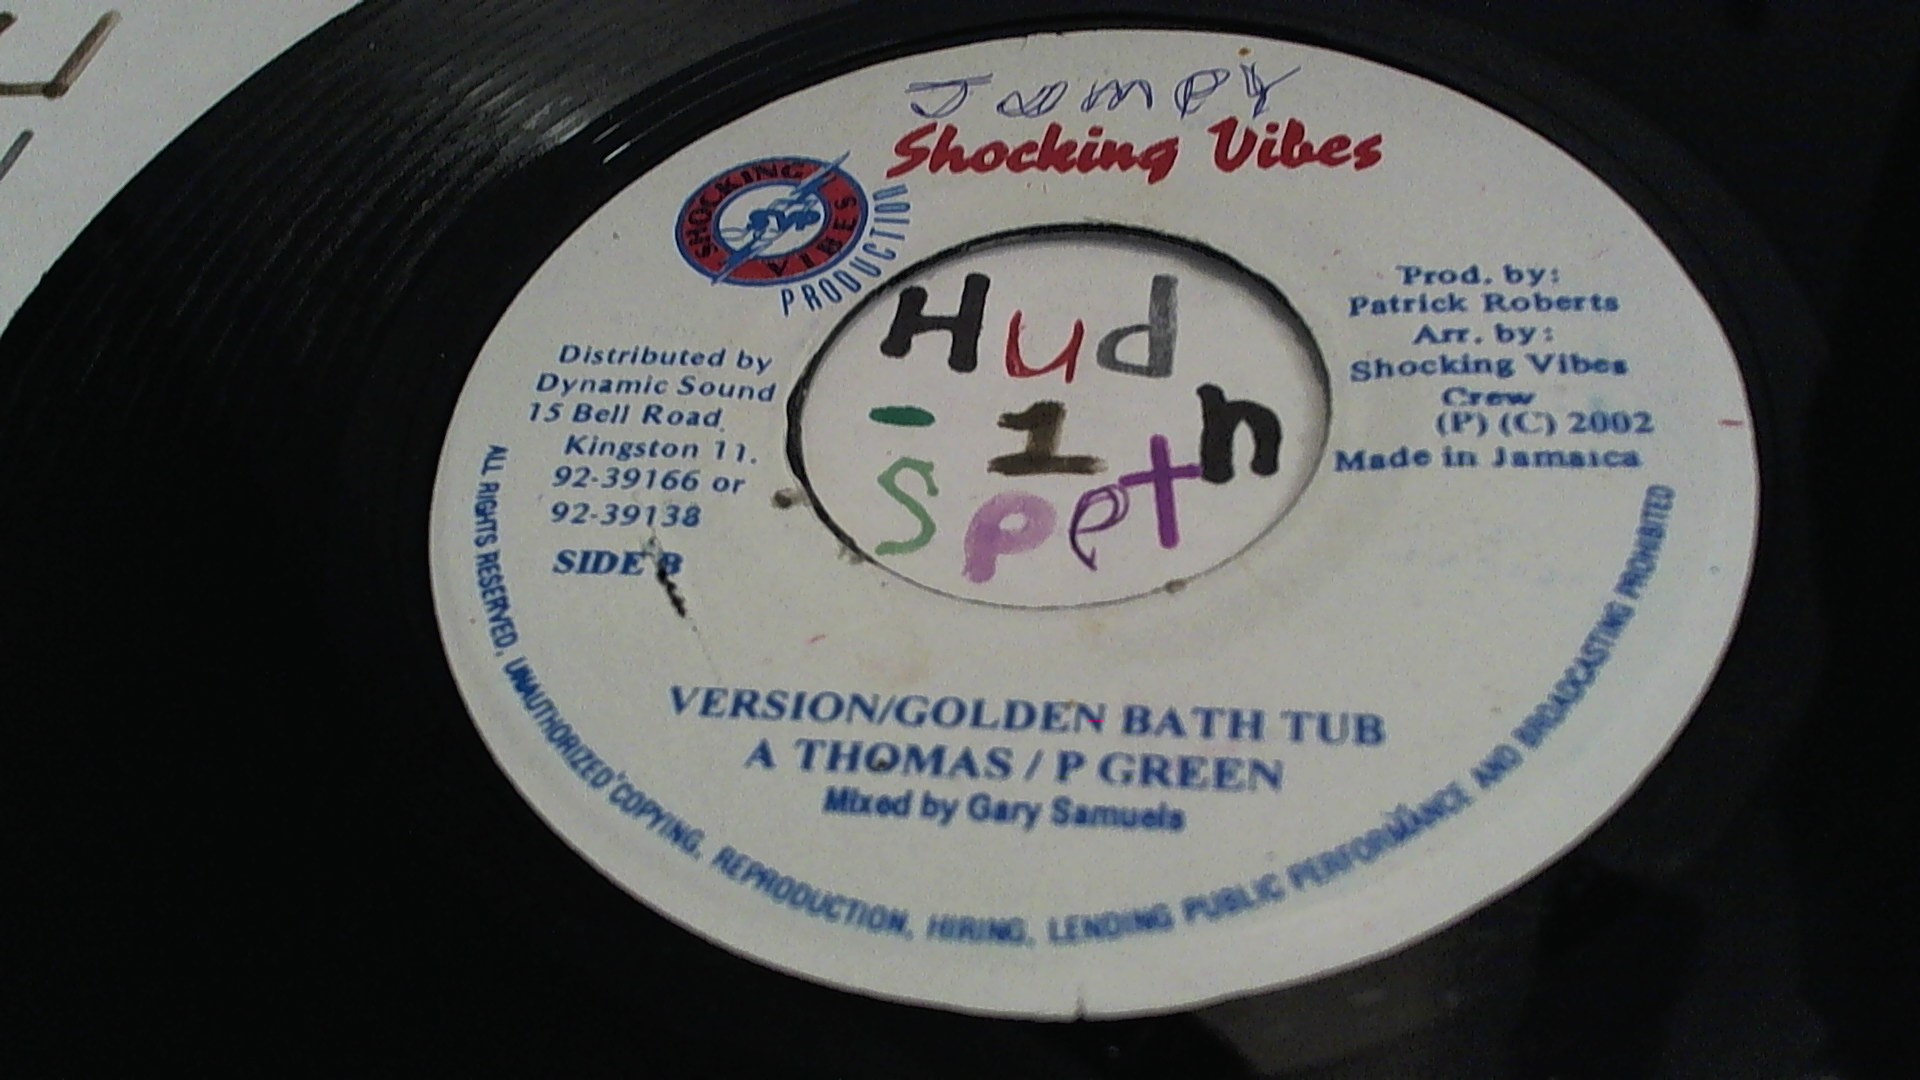 Jumpy
Shocking Vibes
SHOCKING VIBES
PRODUCTION
Prod. by:
Patrick Roberts
Arr. by:
Shocking Vibes
Crew
(P) (C) 2002
Made in Jamaica
Distributed by
Dynamic Sound
15 Bell Road
Kingston 11.
92-39166 or
92-39138
SIDE B
Hud
- 1 n
Spet
VERSION/GOLDEN BATH TUB
A THOMAS / P GREEN
Mixed by Gary Samuels
ALL RIGHTS RESERVED, UNAUTHORIZED COPYING, REPRODUCTION, HIRING, LENDING PUBLIC PERFORMANCE AND BROADCASTING PROHIBITED